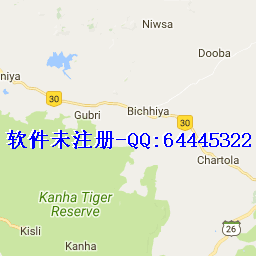 Niwsa
Dooba
niya
30
Bichhiya
Gubri
30
软件未注册-QQ:64445322
Chartola
Kanha Tiger
Reserve
26
Kisli
Kanha